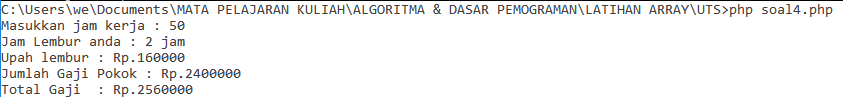 C:\Users\we\Documents\MATA PELAJARAN KULIAH\ALGORITMA & DASAR PEMOGRAMAN\LATIHAN ARRAY\UTS>php soal4.php
Masukkan jam kerja : 50
Jam Lembur anda : 2 jam
Upah lembur : Rp.160000
Jumlah Gaji Pokok : Rp.2400000
Total Gaji  : Rp.2560000